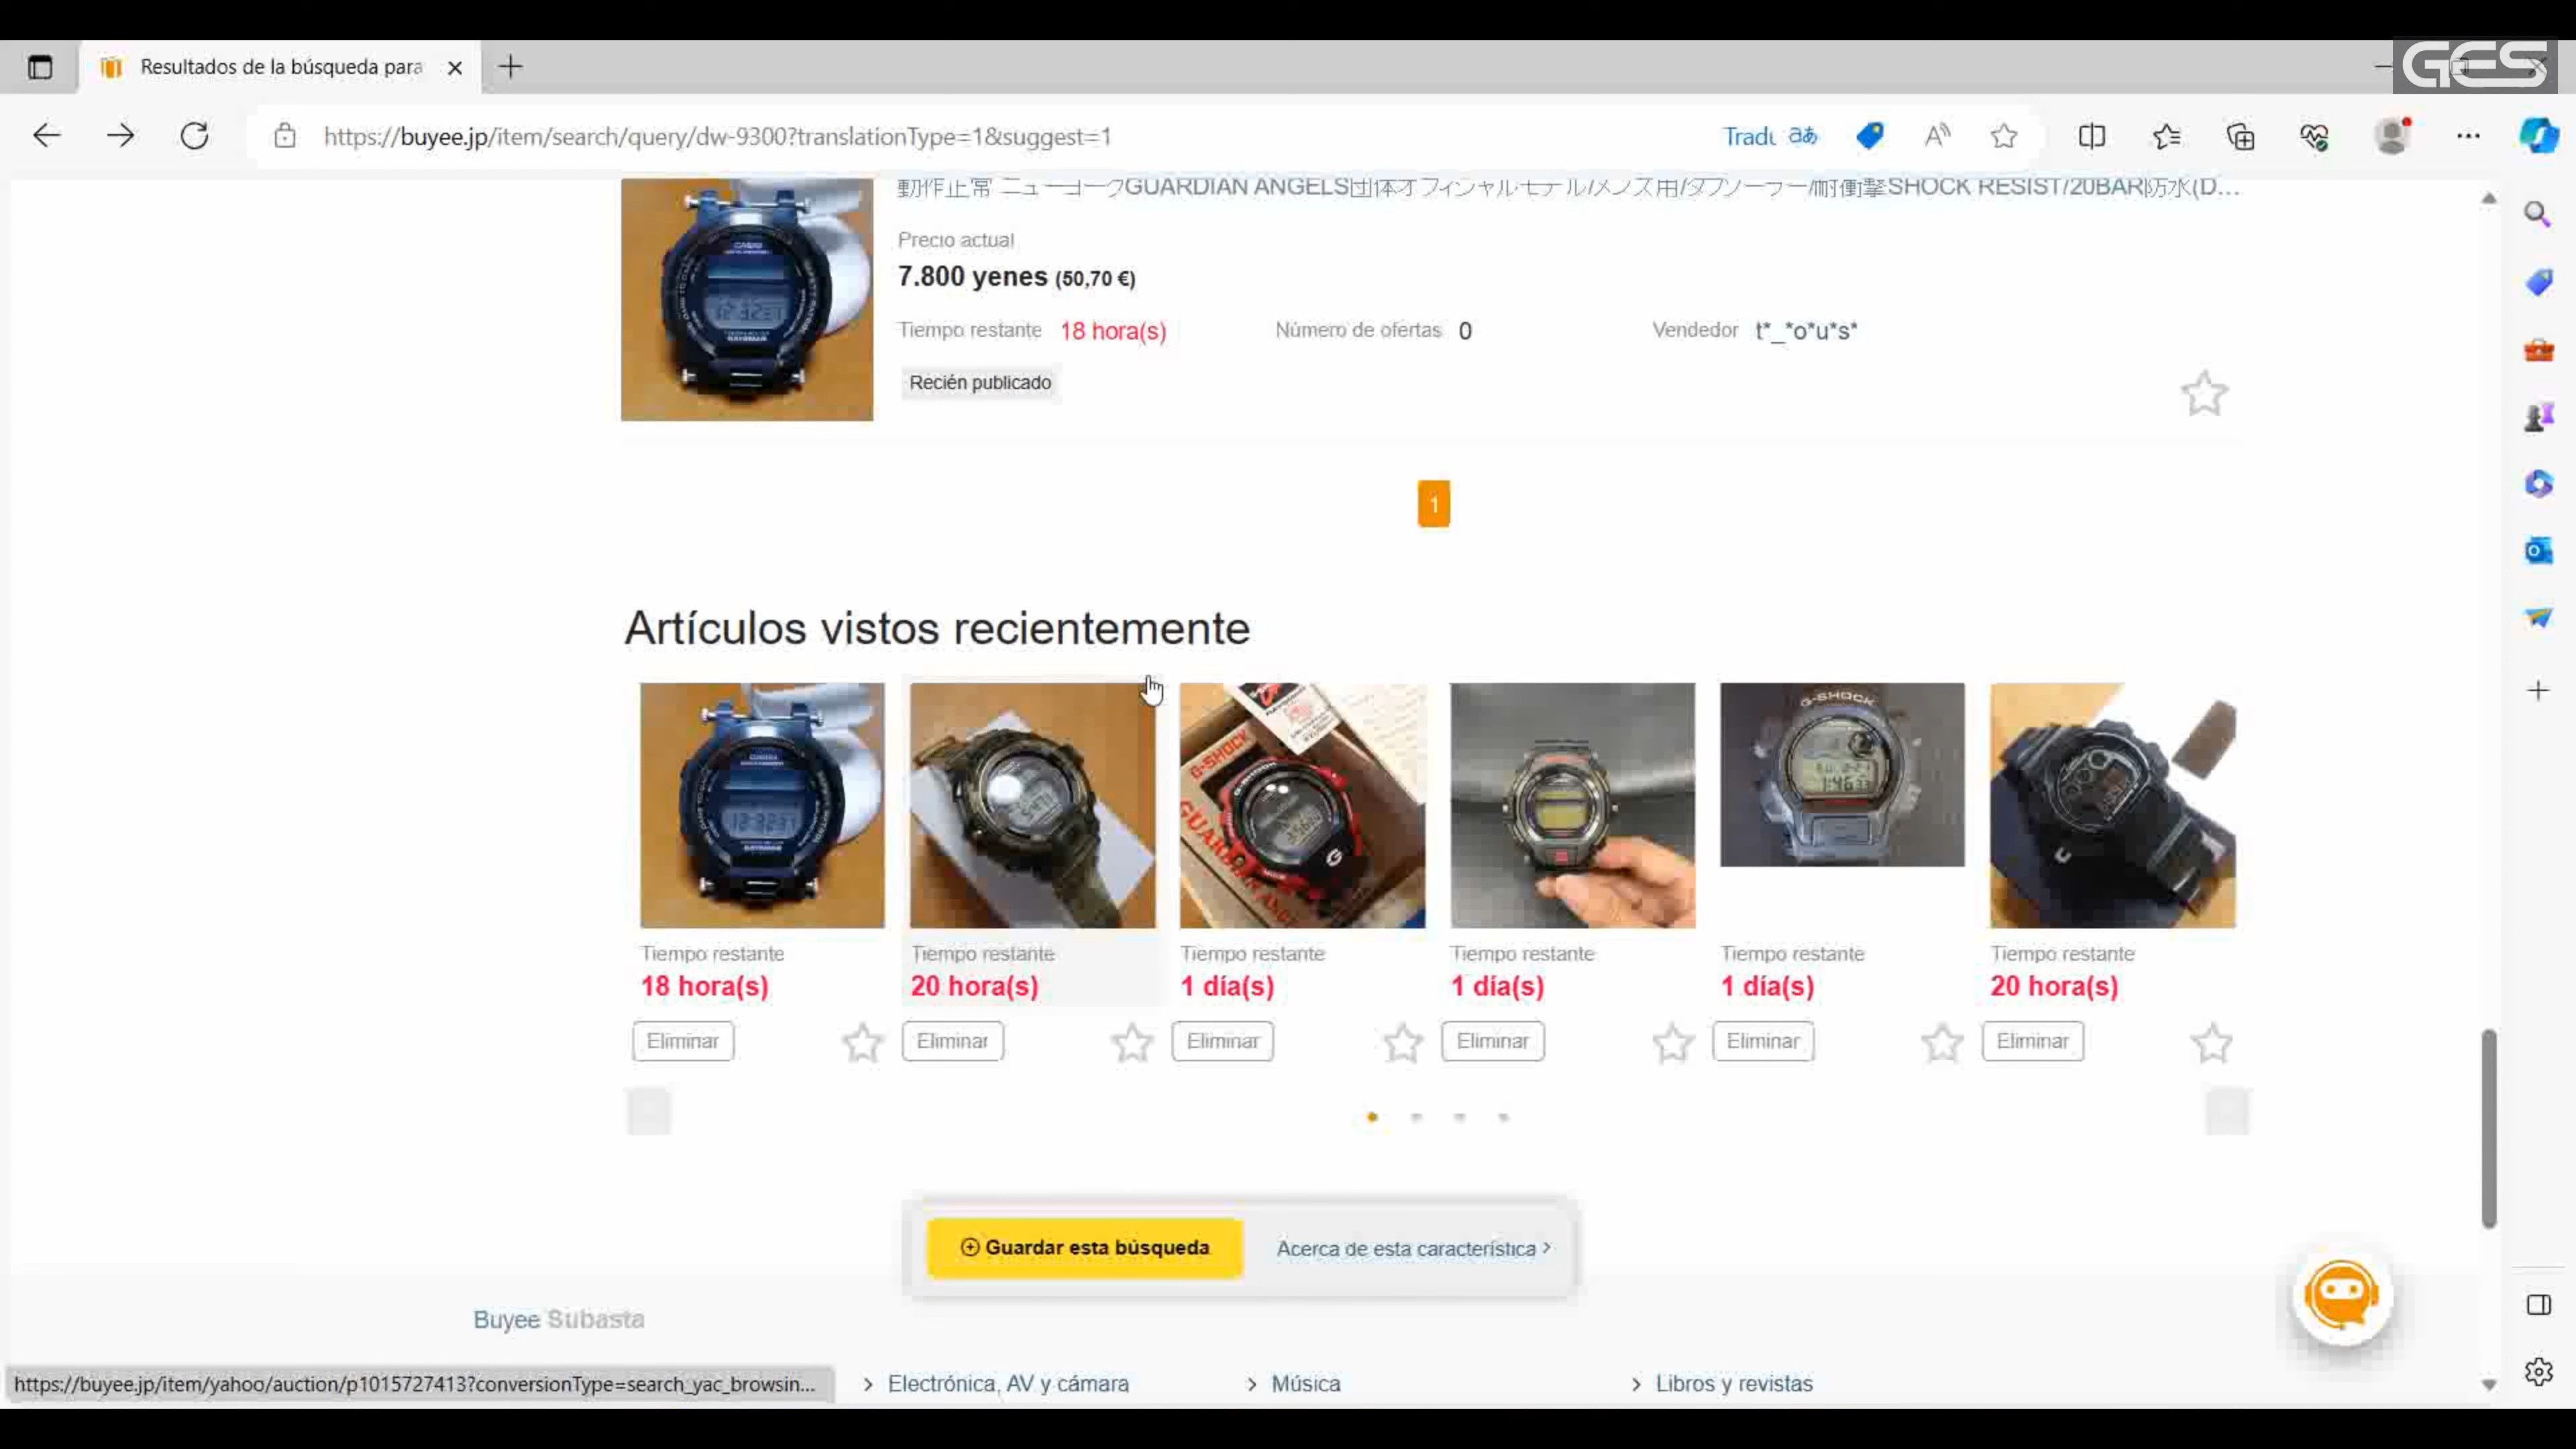 Resultados de la búsqueda para
GES
https://buyee.jp/item/search/query/dw-9300?translationType=1&suggest=1
Tradu
動作正常 ニューヨークGUARDIAN ANGELS団体オフィシャルモデル/メンズ用/タフソーラー/耐衝撃SHOCK RESIST/20BAR防水(D...
Precio actual
7.800 yenes (50,70 €)
Tiempo restante 18 hora(s) Número de ofertas 0 Vendedor t*_*o*u*s*
Recién publicado
1
Artículos vistos recientemente
G-SHOCK
G-SHOCK
Tiempo restante Tiempo restante Tiempo restante Tiempo restante Tiempo restante Tiempo restante
18 hora(s) 20 hora(s) 1 día(s) 1 día(s) 1 día(s) 20 hora(s)
Eliminar Eliminar Eliminar Eliminar Eliminar Eliminar
Guardar esta búsqueda Acerca de esta característica >
Buyee Subasta
https://buyee.jp/item/yahoo/auction/p1015727413?conversionType=search_yac_browsin... > Electrónica, AV y cámara > Música > Libros y revistas